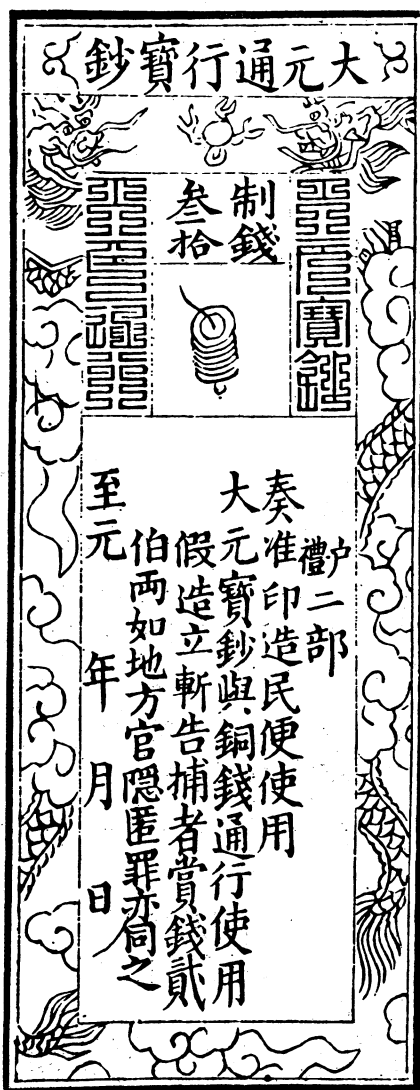 大元通行寶鈔
制錢
叁拾
戶禮二部
奏准印造民便使用
大元寶鈔與銅錢通行使用
假造立斬告捕者賞錢貳
伯両如地方官隠匿罪亦同之
至元 年 月 日